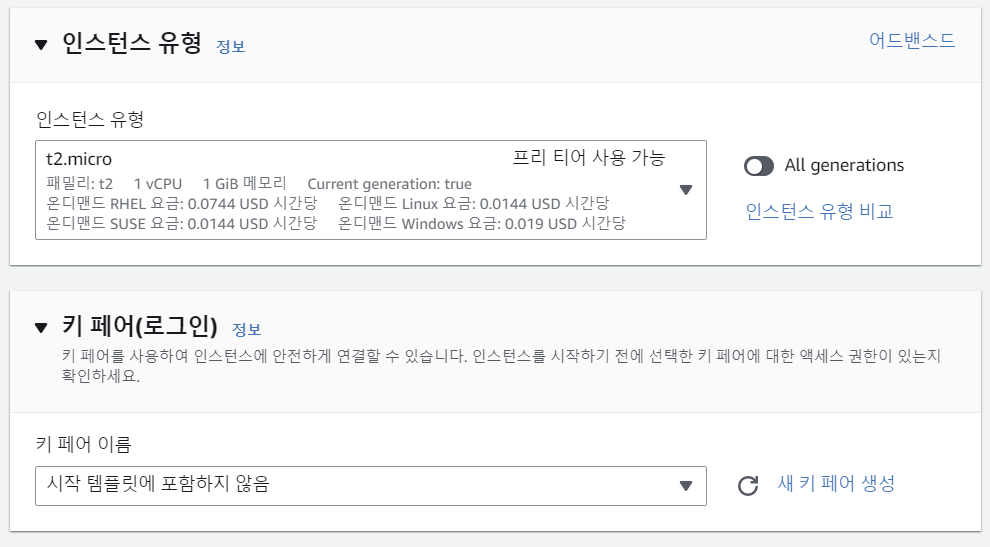 인스턴스 유형 정보
어드밴스드
인스턴스 유형
t2.micro 프리 티어 사용 가능
패밀리: t2 1 vCPU 1 GiB 메모리 Current generation: true
온디맨드 RHEL 요금: 0.0744 USD 시간당 온디맨드 Linux 요금: 0.0144 USD 시간당
온디맨드 SUSE 요금: 0.0144 USD 시간당 온디맨드 Windows 요금: 0.019 USD 시간당
All generations
인스턴스 유형 비교
키 페어(로그인) 정보
키 페어를 사용하여 인스턴스에 안전하게 연결할 수 있습니다. 인스턴스를 시작하기 전에 선택한 키 페어에 대한 액세스 권한이 있는지
확인하세요.
키 페어 이름
시작 템플릿에 포함하지 않음
새 키 페어 생성